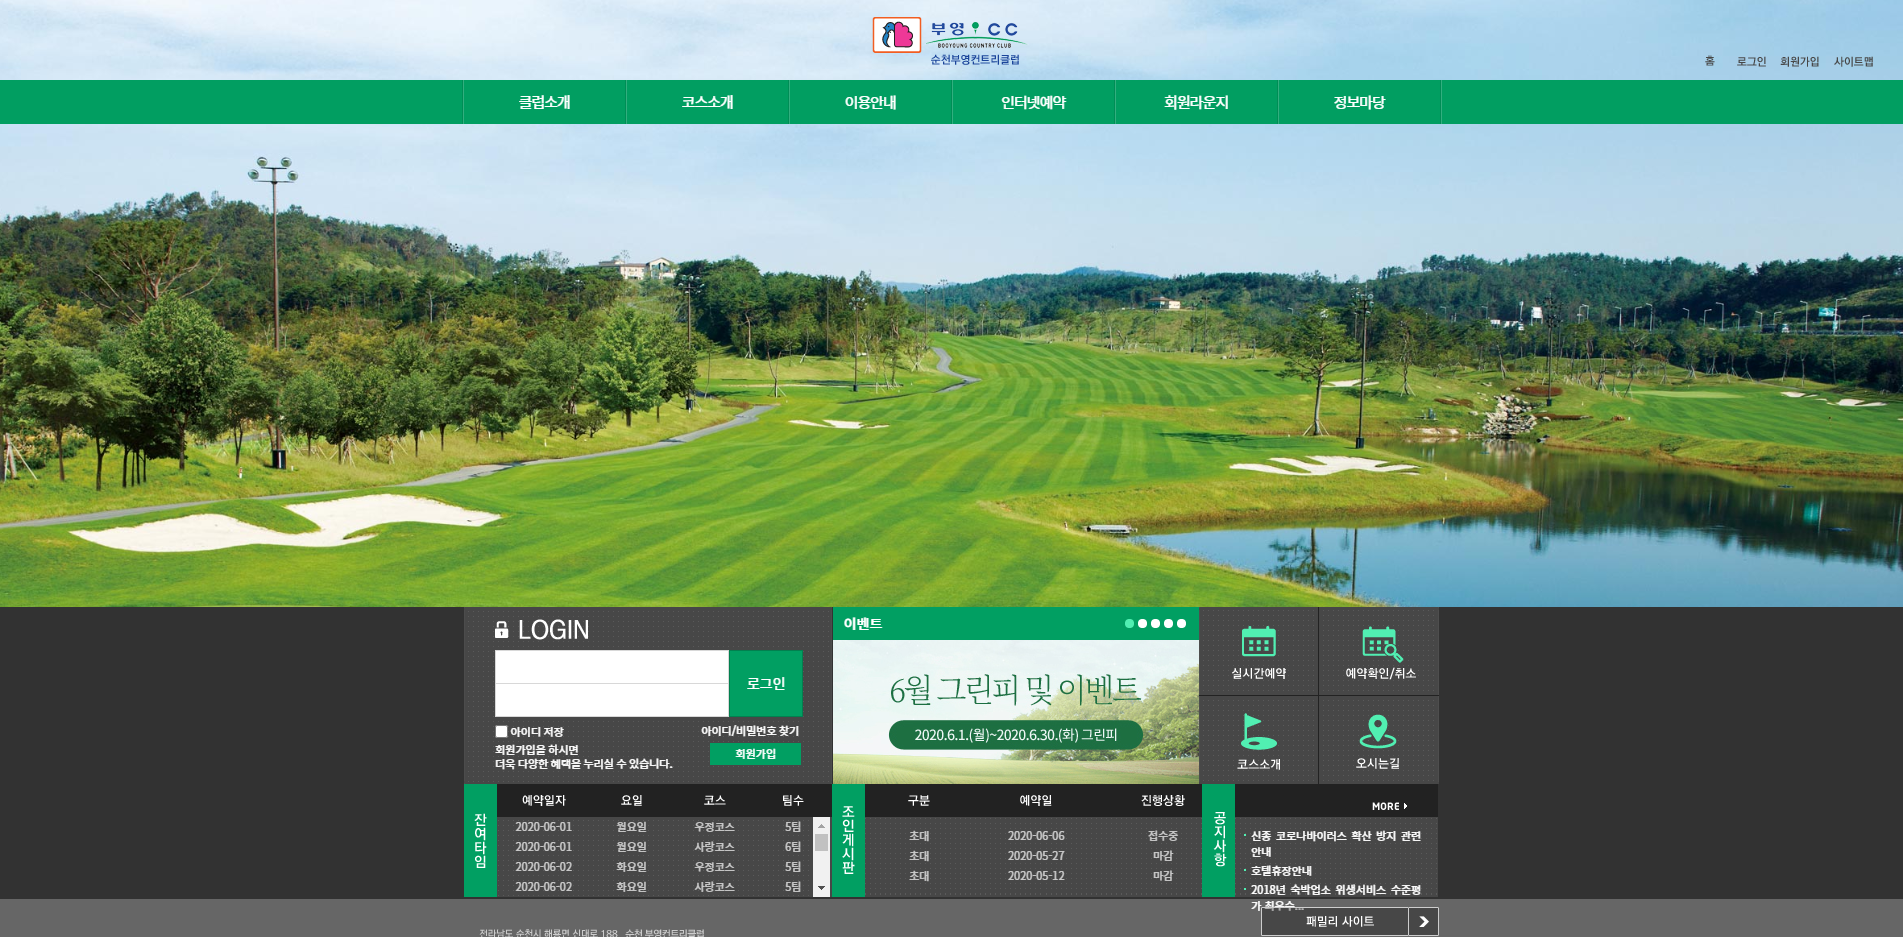 부영 CC
BOOYOUNG COUNTRY CLUB
순천부영컨트리클럽
홈 로그인 회원가입 사이트맵
클럽소개 코스소개 이용안내 인터넷예약 회원라운지 정보마당
LOGIN
로그인
아이디 저장 아이디/비밀번호 찾기
회원가입을 하시면
더욱 다양한 혜택을 누리실 수 있습니다.
회원가입
이벤트
6월 그린피 및 이벤트
2020.6.1.(월)~2020.6.30.(화) 그린피
실시간예약 예약확인/취소
코스소개 오시는길
잔여타임
예약일자 요일 코스 팀수
2020-06-01 월요일 우정코스 5팀
2020-06-01 월요일 사랑코스 6팀
2020-06-02 화요일 우정코스 5팀
2020-06-02 화요일 사랑코스 5팀
조인게시판
구분 예약일 진행상황
초대 2020-06-06 접수중
초대 2020-05-27 마감
초대 2020-05-12 마감
공지사항
MORE
· 신종 코로나바이러스 확산 방지 관련
안내
· 호텔휴장안내
· 2018년 숙박업소 위생서비스 수준평
가 최우수...
패밀리 사이트
전라남도 순천시 해룡면 신대로 188 순천 부영컨트리클럽